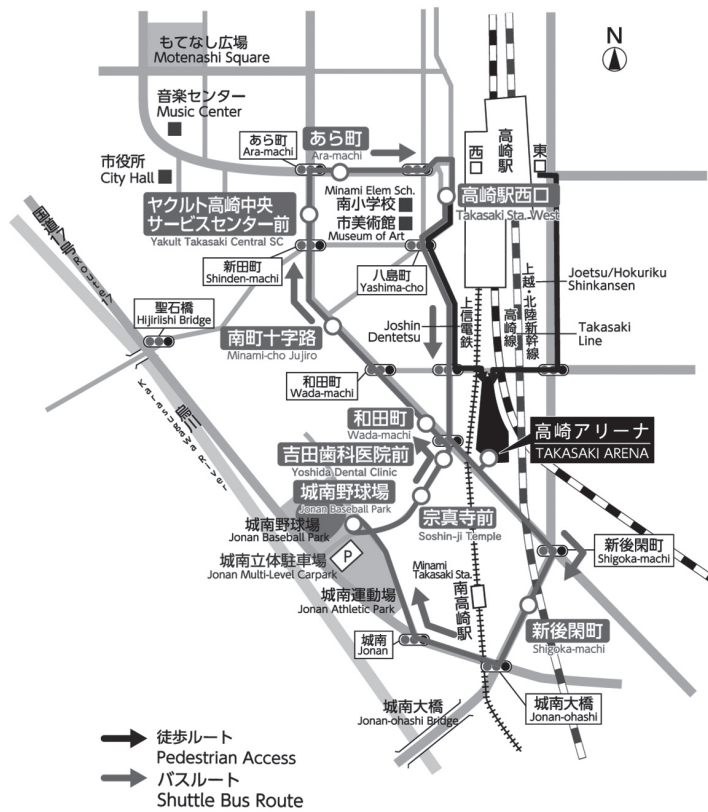 もてなし広場
Motenashi Square
N
音楽センター
Music Center
市役所
City Hall
あら町
Ara-machi
あら町
Ara-machi
西口
高崎駅
東口
Minami Elem Sch.
南小学校
市美術館
Museum of Art
高崎駅西口
Takasaki Sta. West
ヤクルト高崎中央
サービスセンター前
Yakult Takasaki Central SC
国道17号
Route 17
新田町
Shinden-machi
八島町
Yashima-cho
上信電鉄
高崎線
上越・北陸新幹線
Joetsu/Hokuriku
Shinkansen
聖石橋
Hijiriishi Bridge
南町十字路
Minami-cho Jujiro
Joshin
Dentetsu
Takasaki
Line
和田町
Wada-machi
烏川
Karasugawa River
和田町
Wada-machi
高崎アリーナ
TAKASAKI ARENA
吉田歯科医院前
Yoshida Dental Clinic
城南野球場
Jonan Baseball Park
宗真寺前
Soshin-ji Temple
城南野球場
Jonan Baseball Park
P
城南立体駐車場
Jonan Multi-Level Carpark
新後閑町
Shigoka-machi
Minami
Takasaki Sta.
南高崎駅
城南運動場
Jonan Athletic Park
新後閑町
Shigoka-machi
城南
Jonan
城南大橋
Jonan-ohashi Bridge
城南大橋
Jonan-ohashi
徒歩ルート
Pedestrian Access
バスルート
Shuttle Bus Route